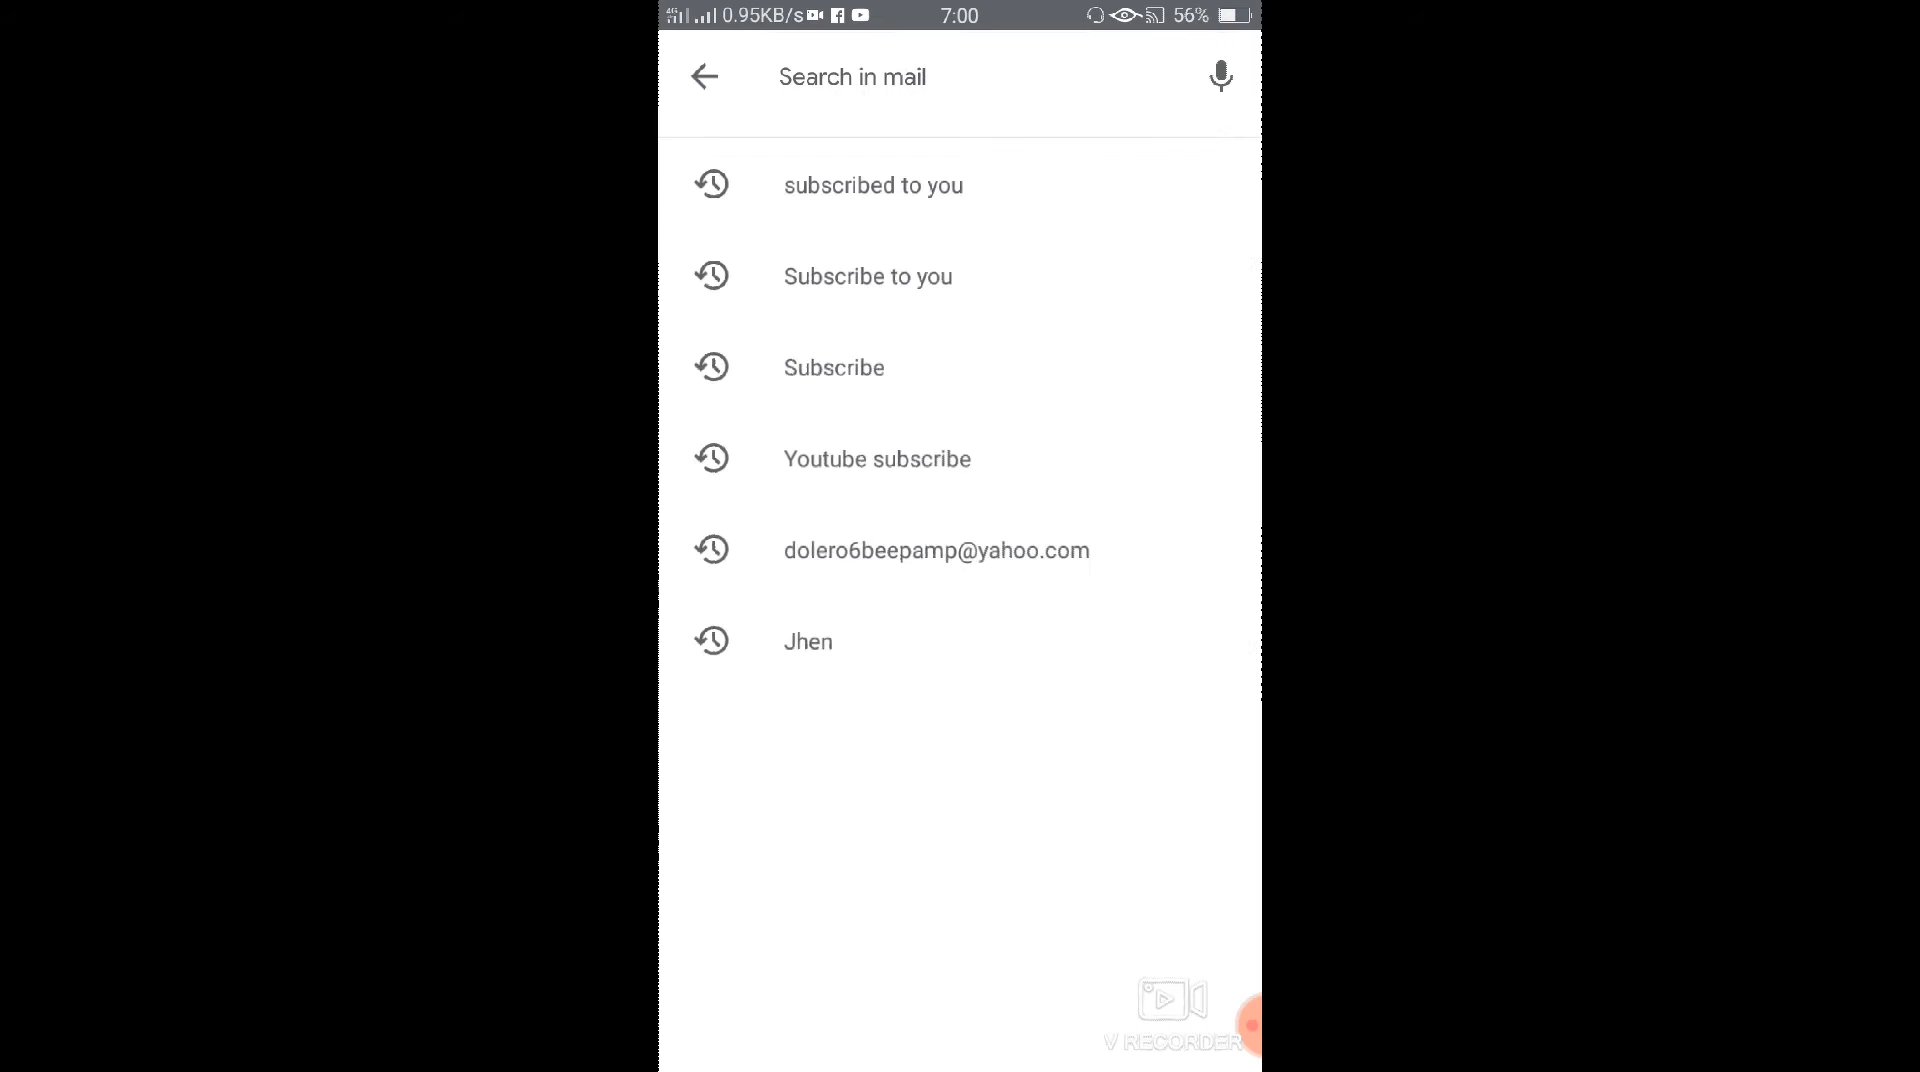 4G 0.95KB/s 7:00 56%
Search in mail
subscribed to you
Subscribe to you
Subscribe
Youtube subscribe
dolero6beepamp@yahoo.com
Jhen
V RECORDER